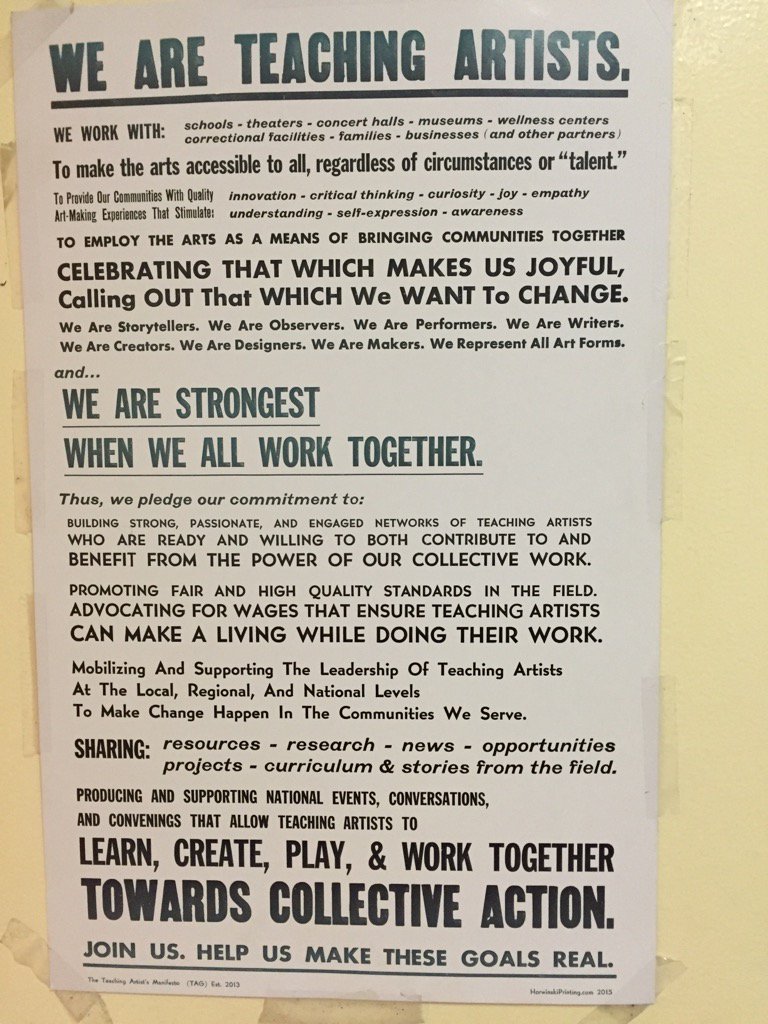 WE ARE TEACHING ARTISTS.
WE WORK WITH: schools - theaters - concert halls - museums - wellness centers
correctional facilities - families - businesses (and other partners)
To make the arts accessible to all, regardless of circumstances or “talent.”
To Provide Our Communities With Quality innovation - critical thinking - curiosity - joy - empathy
Art-Making Experiences That Stimulate: understanding - self-expression - awareness
TO EMPLOY THE ARTS AS A MEANS OF BRINGING COMMUNITIES TOGETHER
CELEBRATING THAT WHICH MAKES US JOYFUL,
Calling OUT That WHICH We WANT To CHANGE.
We Are Storytellers. We Are Observers. We Are Performers. We Are Writers.
We Are Creators. We Are Designers. We Are Makers. We Represent All Art Forms.
and...
WE ARE STRONGEST
WHEN WE ALL WORK TOGETHER.
Thus, we pledge our commitment to:
BUILDING STRONG, PASSIONATE, AND ENGAGED NETWORKS OF TEACHING ARTISTS
WHO ARE READY AND WILLING TO BOTH CONTRIBUTE TO AND
BENEFIT FROM THE POWER OF OUR COLLECTIVE WORK.
PROMOTING FAIR AND HIGH QUALITY STANDARDS IN THE FIELD.
ADVOCATING FOR WAGES THAT ENSURE TEACHING ARTISTS
CAN MAKE A LIVING WHILE DOING THEIR WORK.
Mobilizing And Supporting The Leadership Of Teaching Artists
At The Local, Regional, And National Levels
To Make Change Happen In The Communities We Serve.
SHARING: resources - research - news - opportunities
projects - curriculum & stories from the field.
PRODUCING AND SUPPORTING NATIONAL EVENTS, CONVERSATIONS,
AND CONVENINGS THAT ALLOW TEACHING ARTISTS TO
LEARN, CREATE, PLAY, & WORK TOGETHER
TOWARDS COLLECTIVE ACTION.
JOIN US. HELP US MAKE THESE GOALS REAL.
The Teaching Artist's Manifesto (TAG) Est. 2013
HorwinskiPrinting.com 2015